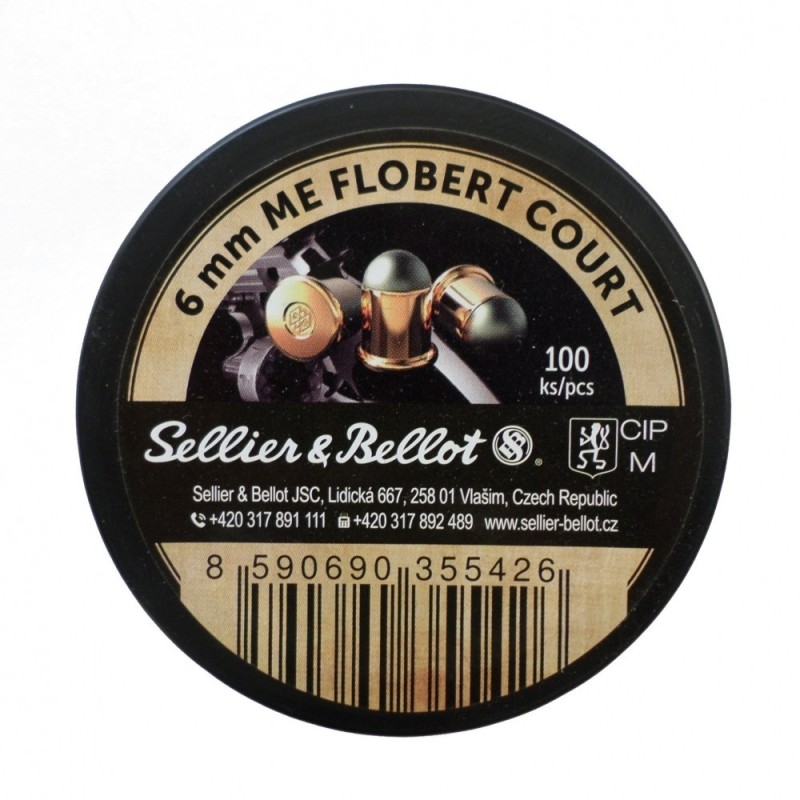 6 mm ME FLOBERT COURT
100
ks/pcs
Sellier & Bellot SB ®
CIP
M
Sellier & Bellot JSC, Lidická 667, 258 01 Vlašim, Czech Republic
+420 317 891 111 +420 317 892 489 www.sellier-bellot.cz
8 590690 355426